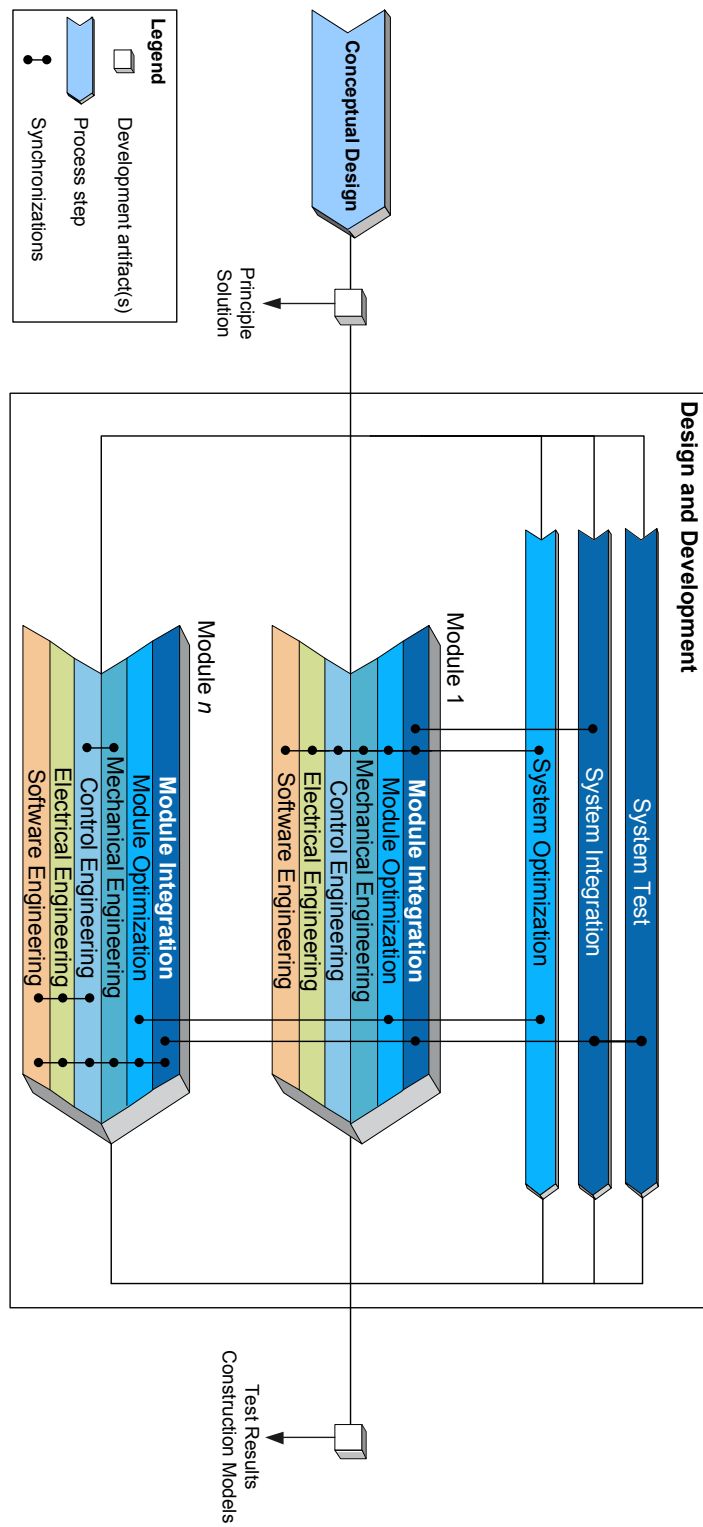 Conceptual Design
Principle
Solution
Design and Development
System Test
System Integration
System Optimization
Module 1
Module Integration
Module Optimization
Mechanical Engineering
Control Engineering
Electrical Engineering
Software Engineering
Module n
Module Integration
Module Optimization
Mechanical Engineering
Control Engineering
Electrical Engineering
Software Engineering
Test Results
Construction Models
Legend
Development artifact(s)
Process step
Synchronizations